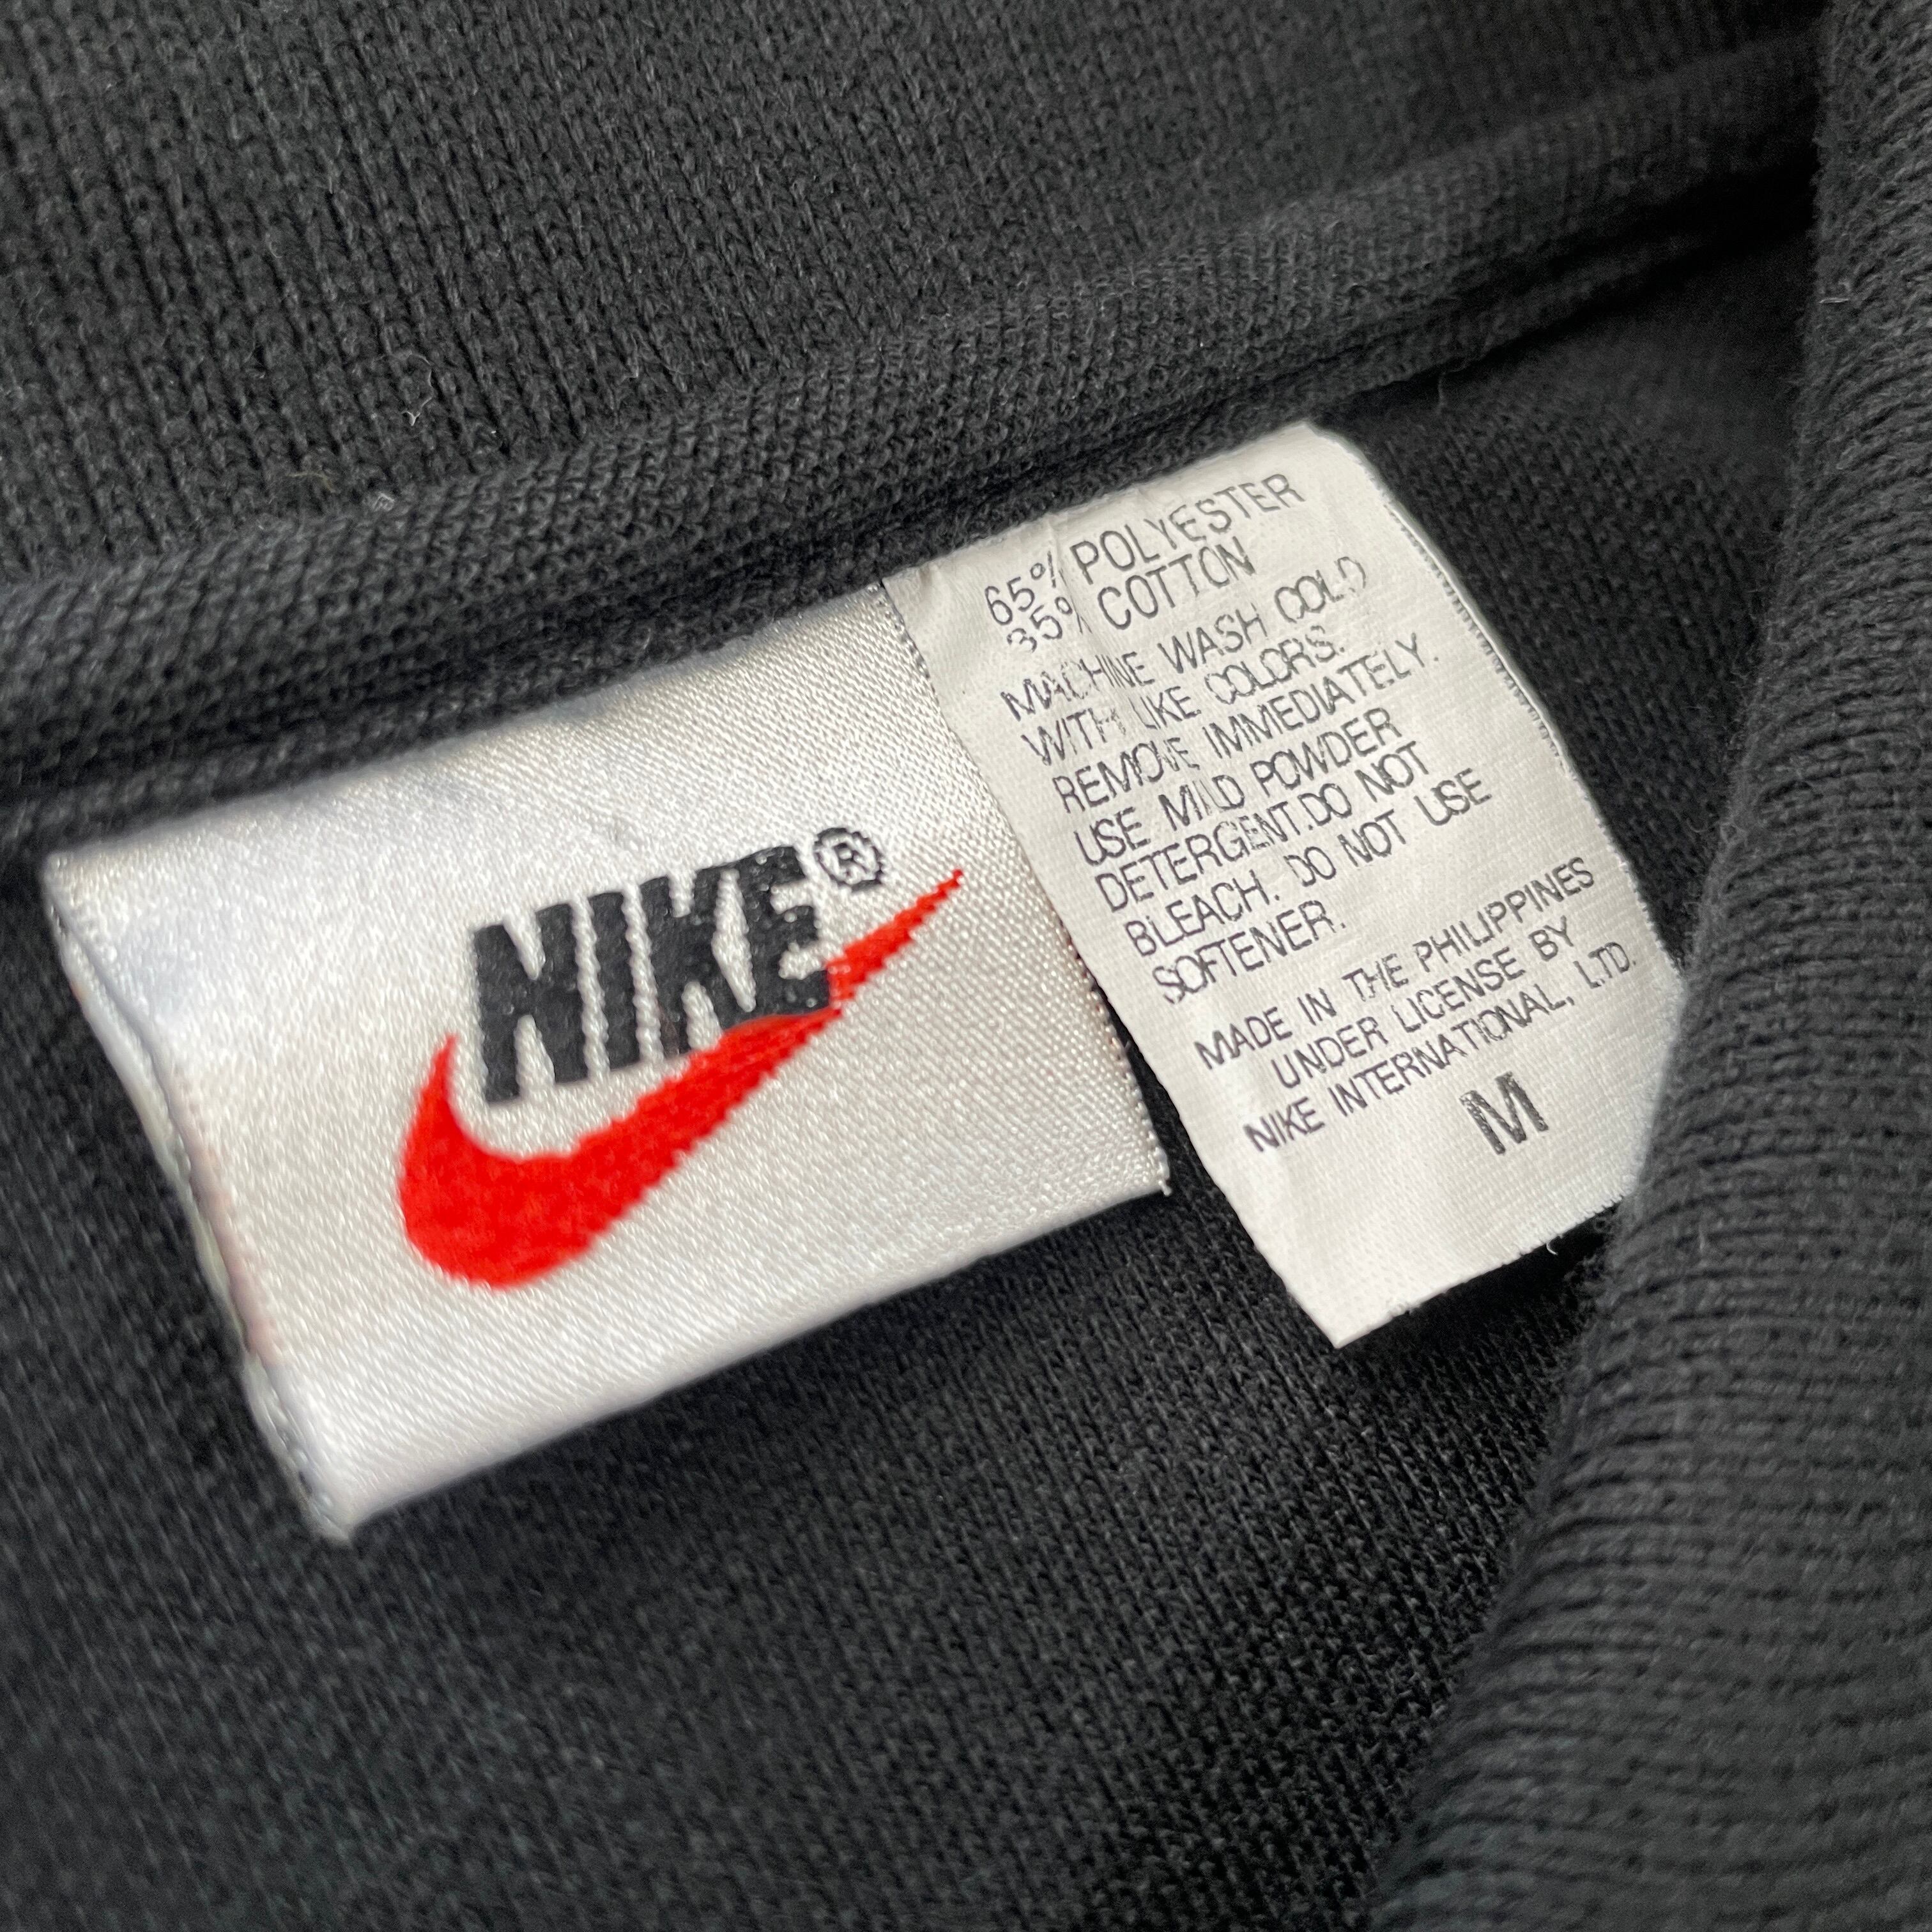 NIKE®
65% POLYESTER
35% COTTON
MACHINE WASH COLD
WITH LIKE COLORS.
REMOVE IMMEDIATELY.
USE MILD POWDER
DETERGENT.DO NOT
BLEACH. DO NOT USE
SOFTENER.
MADE IN THE PHILIPPINES
UNDER LICENSE BY
NIKE INTERNATIONAL, LTD.
M